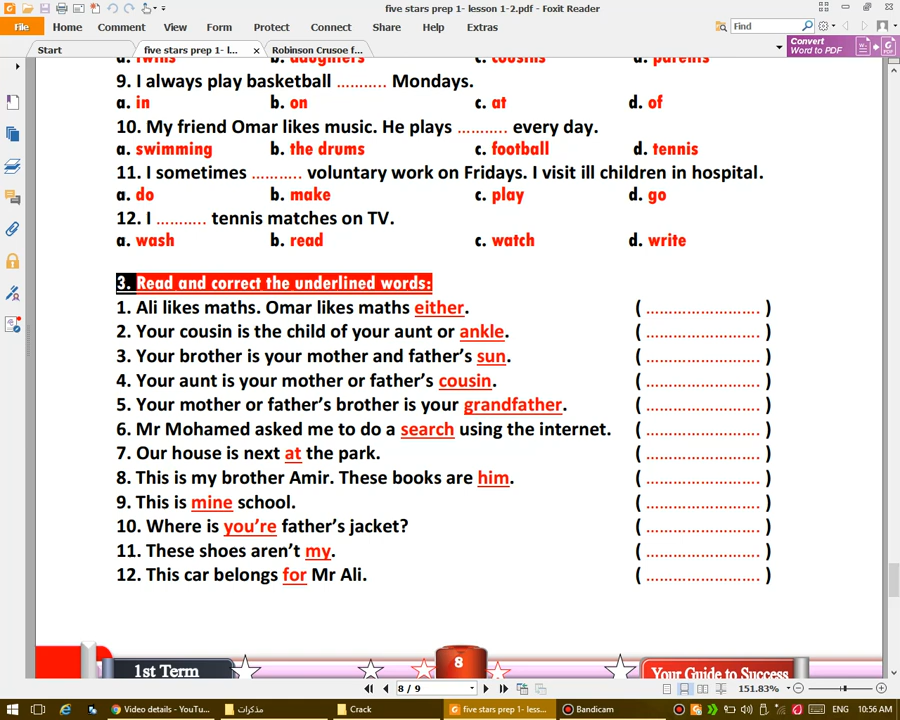 five stars prep 1- lesson 1-2.pdf - Foxit Reader
File Home Comment View Form Protect Connect Share Help Extras Find
Start five stars prep 1- l... Robinson Crusoe f... Convert Word to PDF
a. twins b. daughters c. cousins d. parents
9. I always play basketball ........... Mondays.
a. in b. on c. at d. of
10. My friend Omar likes music. He plays ........... every day.
a. swimming b. the drums c. football d. tennis
11. I sometimes ........... voluntary work on Fridays. I visit ill children in hospital.
a. do b. make c. play d. go
12. I ........... tennis matches on TV.
a. wash b. read c. watch d. write
3. Read and correct the underlined words:
1. Ali likes maths. Omar likes maths either. ( ......................... )
2. Your cousin is the child of your aunt or ankle. ( ......................... )
3. Your brother is your mother and father's sun. ( ......................... )
4. Your aunt is your mother or father's cousin. ( ......................... )
5. Your mother or father's brother is your grandfather. ( ......................... )
6. Mr Mohamed asked me to do a search using the internet. ( ......................... )
7. Our house is next at the park. ( ......................... )
8. This is my brother Amir. These books are him. ( ......................... )
9. This is mine school. ( ......................... )
10. Where is you're father's jacket? ( ......................... )
11. These shoes aren't my. ( ......................... )
12. This car belongs for Mr Ali. ( ......................... )
1st Term 8 Your Guide to Success
8 / 9 151.83%
Video details - YouTu... مذكرات Crack five stars prep 1- less... Bandicam ENG 10:56 AM